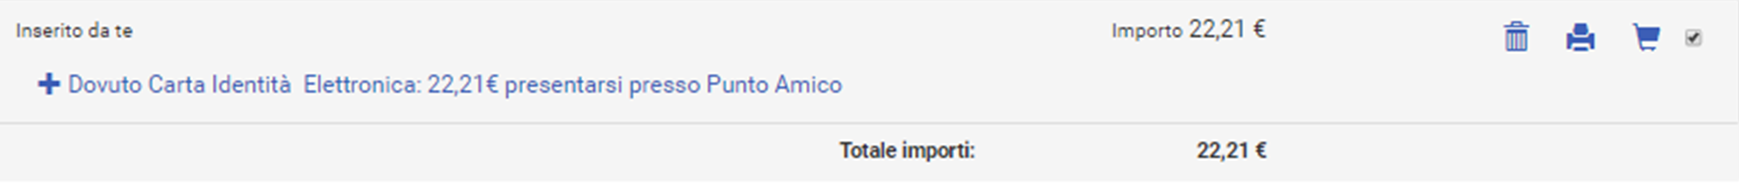 Inserito da te Importo 22,21 €
Dovuto Carta Identità Elettronica: 22,21€ presentarsi presso Punto Amico
Totale importi: 22,21 €